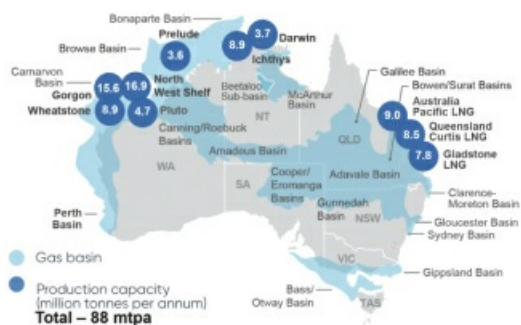 Bonaparte Basin
Prelude
3.7
Darwin
Browse Basin
3.6
8.9
Ichthys
Carnarvon
Basin
Gorgon
15.6
16.9
North
West Shelf
Wheatstone
8.9
4.7
Pluto
Canning/Roebuck
Basins
Beetaloo
Sub-basin
McArthur
Basin
NT
Galilee Basin
Bowen/Surat Basins
9.0
Australia
Pacific LNG
8.5
Queensland
Curtis LNG
7.8
Gladstone
LNG
QLD
Amadeus Basin
Adavale Basin
WA
SA
Cooper/
Eromanga
Basins
Gunnedah
Basin
NSW
Clarence-
Moreton Basin
Gloucester Basin
Sydney Basin
Perth
Basin
VIC
Gippsland Basin
Bass/
Otway Basin
TAS
Gas basin
Production capacity
(million tonnes per annum)
Total – 88 mtpa